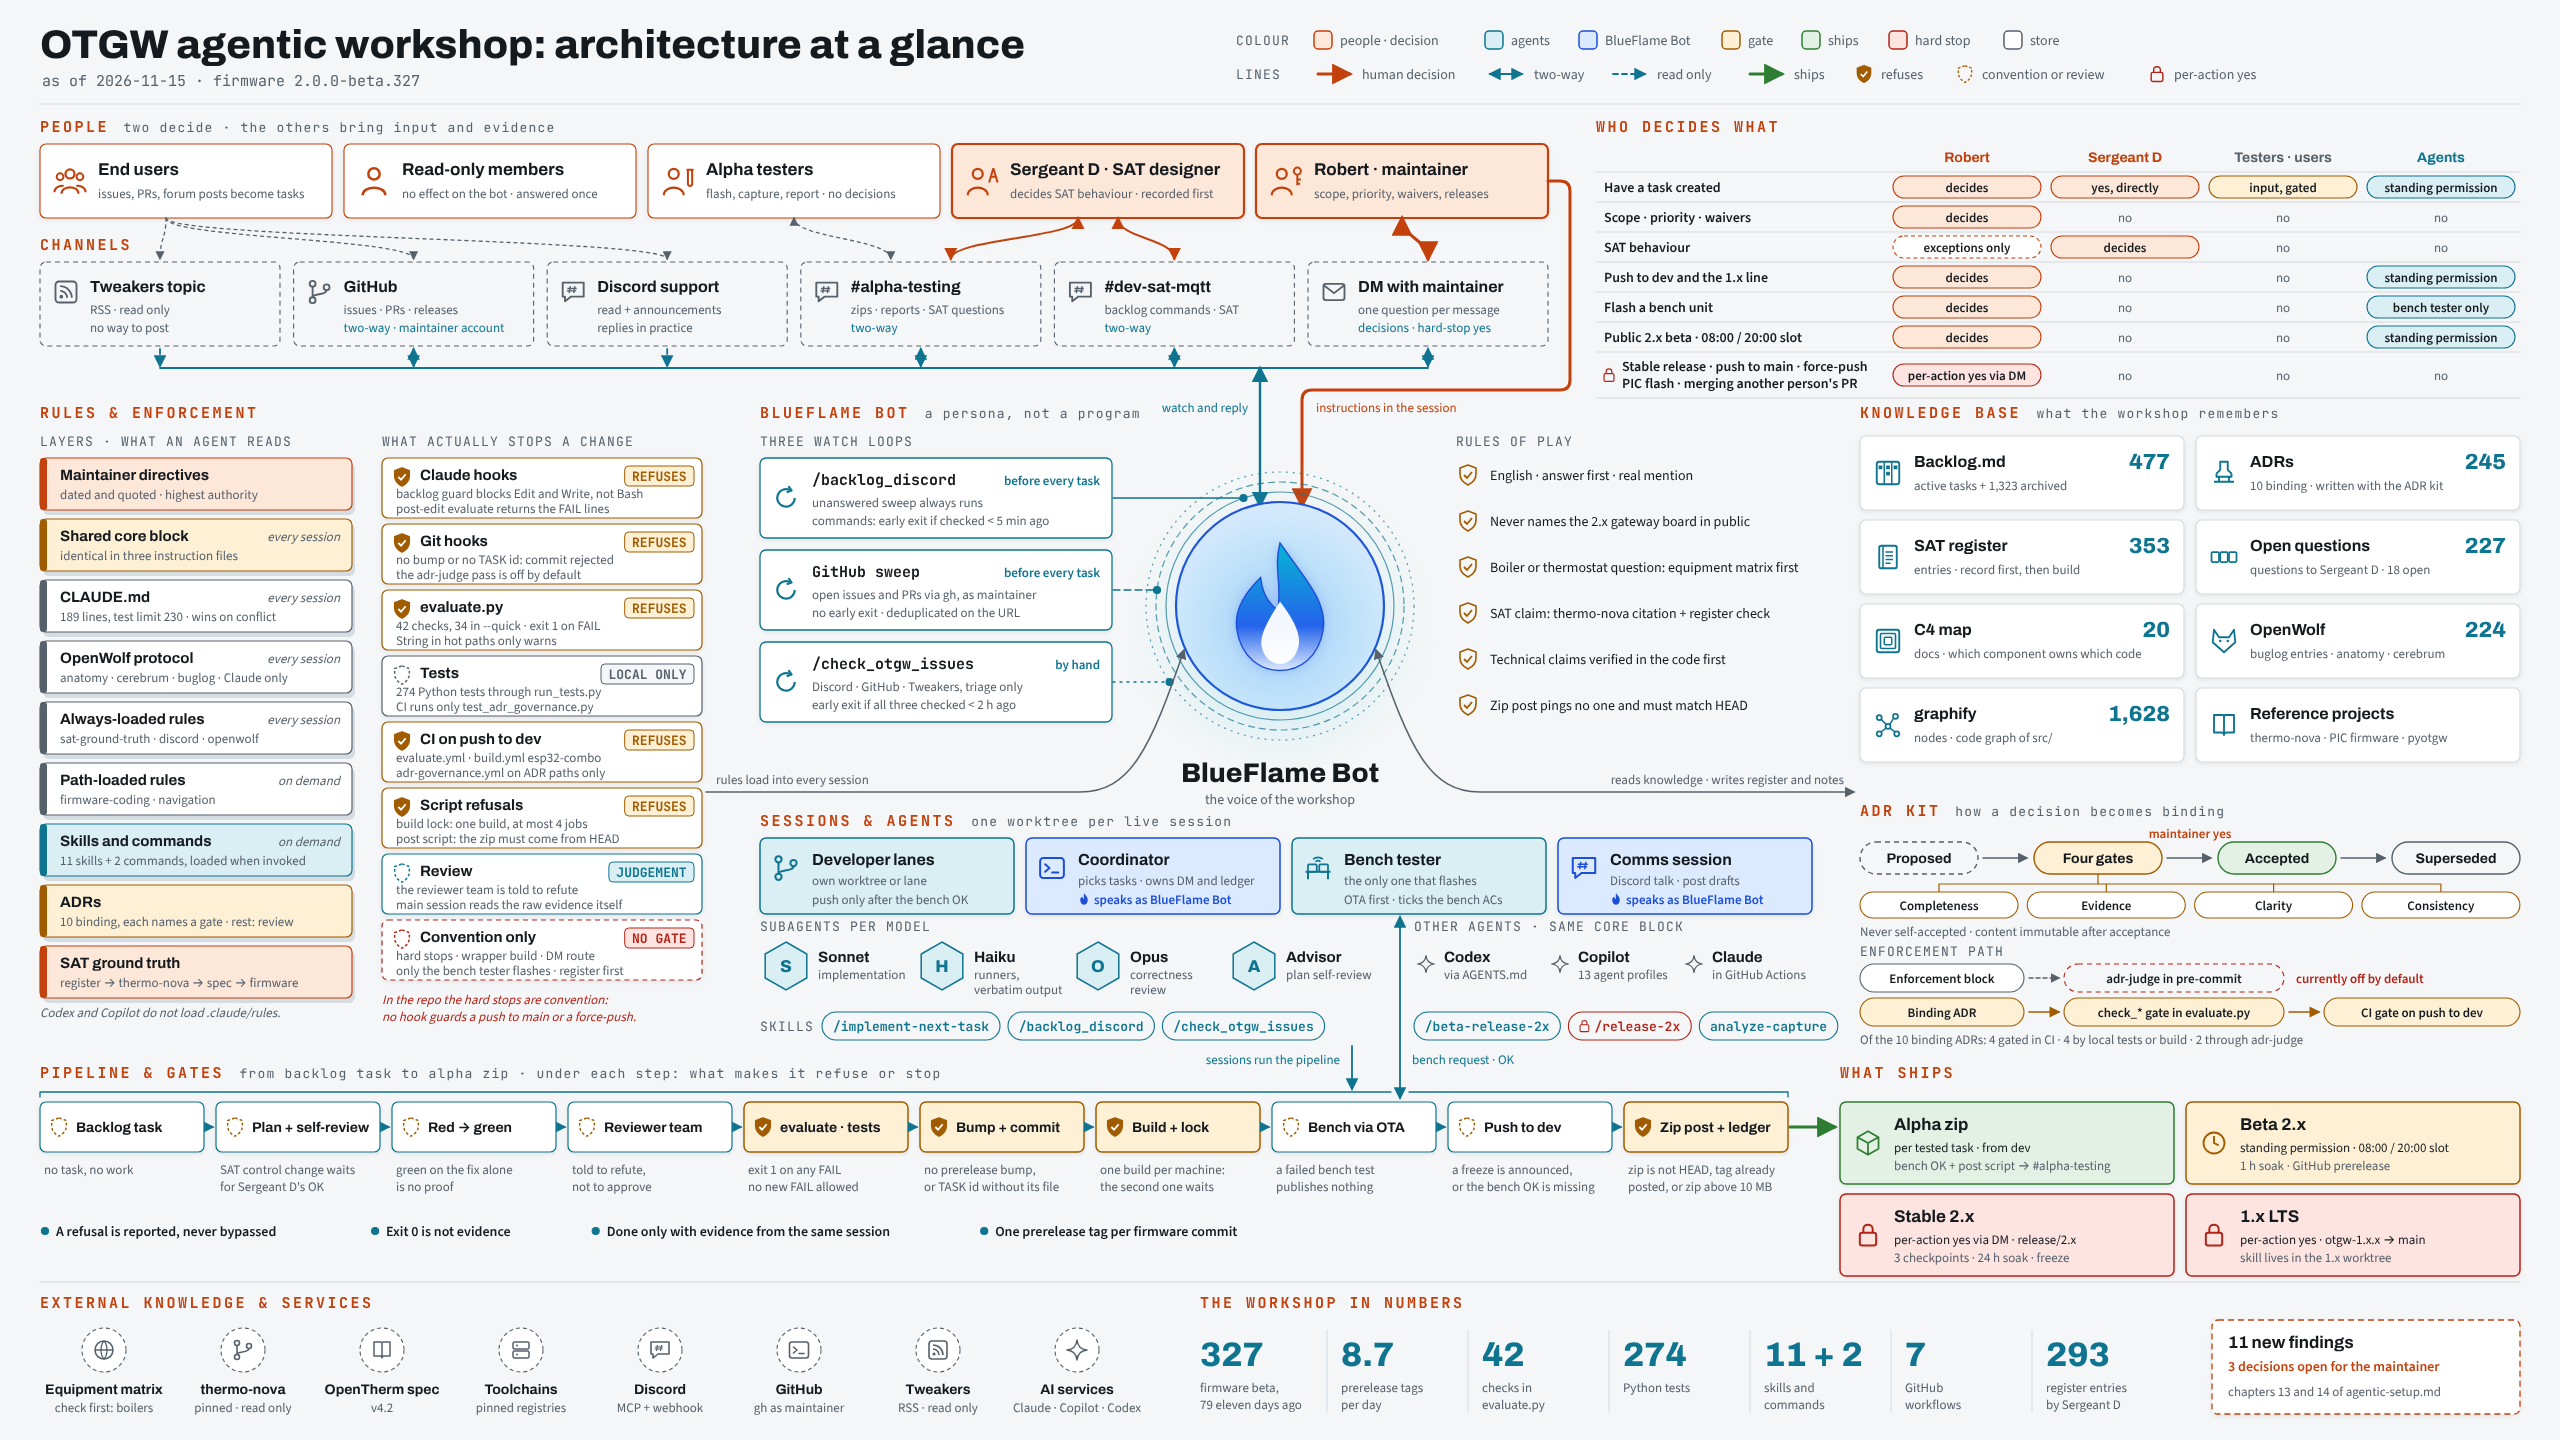 OTGW agentic workshop: architecture at a glance
as of 2026-11-15 · firmware 2.0.0-beta.327
COLOUR people · decision agents BlueFlame Bot gate ships hard stop store
LINES human decision two-way read only ships refuses convention or review per-action yes
PEOPLE two decide · the others bring input and evidence
End users
issues, PRs, forum posts become tasks
Read-only members
no effect on the bot · answered once
Alpha testers
flash, capture, report · no decisions
Sergeant D · SAT designer
decides SAT behaviour · recorded first
Robert · maintainer
scope, priority, waivers, releases
CHANNELS
Tweakers topic
RSS · read only
no way to post
GitHub
issues · PRs · releases
two-way · maintainer account
Discord support
read + announcements
replies in practice
#alpha-testing
zips · reports · SAT questions
two-way
#dev-sat-mqtt
backlog commands · SAT
two-way
DM with maintainer
one question per message
decisions · hard-stop yes
WHO DECIDES WHAT
Robert Sergeant D Testers · users Agents
Have a task created decides yes, directly input, gated standing permission
Scope · priority · waivers decides no no no
SAT behaviour exceptions only decides no no
Push to dev and the 1.x line decides no no standing permission
Flash a bench unit decides no no bench tester only
Public 2.x beta · 08:00 / 20:00 slot decides no no standing permission
Stable release · push to main · force-push
PIC flash · merging another person's PR per-action yes via DM no no no
RULES & ENFORCEMENT
LAYERS · WHAT AN AGENT READS
Maintainer directives
dated and quoted · highest authority
Shared core block every session
identical in three instruction files
CLAUDE.md every session
189 lines, test limit 230 · wins on conflict
OpenWolf protocol every session
anatomy · cerebrum · buglog · Claude only
Always-loaded rules every session
sat-ground-truth · discord · openwolf
Path-loaded rules on demand
firmware-coding · navigation
Skills and commands on demand
11 skills + 2 commands, loaded when invoked
ADRs
10 binding, each names a gate · rest: review
SAT ground truth
register → thermo-nova → spec → firmware
Codex and Copilot do not load .claude/rules.
WHAT ACTUALLY STOPS A CHANGE
Claude hooks REFUSES
backlog guard blocks Edit and Write, not Bash
post-edit evaluate returns the FAIL lines
Git hooks REFUSES
no bump or no TASK id: commit rejected
the adr-judge pass is off by default
evaluate.py REFUSES
42 checks, 34 in --quick · exit 1 on FAIL
String in hot paths only warns
Tests LOCAL ONLY
274 Python tests through run_tests.py
CI runs only test_adr_governance.py
CI on push to dev REFUSES
evaluate.yml · build.yml esp32-combo
adr-governance.yml on ADR paths only
Script refusals REFUSES
build lock: one build, at most 4 jobs
post script: the zip must come from HEAD
Review JUDGEMENT
the reviewer team is told to refute
main session reads the raw evidence itself
Convention only NO GATE
hard stops · wrapper build · DM route
only the bench tester flashes · register first
In the repo the hard stops are convention:
no hook guards a push to main or a force-push.
BLUEFLAME BOT a persona, not a program
watch and reply
instructions in the session
THREE WATCH LOOPS
/backlog_discord before every task
unanswered sweep always runs
commands: early exit if checked < 5 min ago
GitHub sweep before every task
open issues and PRs via gh, as maintainer
no early exit · deduplicated on the URL
/check_otgw_issues by hand
Discord · GitHub · Tweakers, triage only
early exit if all three checked < 2 h ago
RULES OF PLAY
English · answer first · real mention
Never names the 2.x gateway board in public
Boiler or thermostat question: equipment matrix first
SAT claim: thermo-nova citation + register check
Technical claims verified in the code first
Zip post pings no one and must match HEAD
rules load into every session
BlueFlame Bot
the voice of the workshop
reads knowledge · writes register and notes
KNOWLEDGE BASE what the workshop remembers
Backlog.md 477
active tasks + 1,323 archived
ADRs 245
10 binding · written with the ADR kit
SAT register 353
entries · record first, then build
Open questions 227
questions to Sergeant D · 18 open
C4 map 20
docs · which component owns which code
OpenWolf 224
buglog entries · anatomy · cerebrum
graphify 1,628
nodes · code graph of src/
Reference projects
thermo-nova · PIC firmware · pyotgw
SESSIONS & AGENTS one worktree per live session
Developer lanes
own worktree or lane
push only after the bench OK
Coordinator
picks tasks · owns DM and ledger
speaks as BlueFlame Bot
Bench tester
the only one that flashes
OTA first · ticks the bench ACs
Comms session
Discord talk · post drafts
speaks as BlueFlame Bot
SUBAGENTS PER MODEL
S Sonnet
implementation
H Haiku
runners,
verbatim output
O Opus
correctness
review
A Advisor
plan self-review
OTHER AGENTS · SAME CORE BLOCK
Codex
via AGENTS.md
Copilot
13 agent profiles
Claude
in GitHub Actions
SKILLS /implement-next-task /backlog_discord /check_otgw_issues /beta-release-2x /release-2x analyze-capture
sessions run the pipeline
bench request · OK
ADR KIT how a decision becomes binding
maintainer yes
Proposed Four gates Accepted Superseded
Completeness Evidence Clarity Consistency
Never self-accepted · content immutable after acceptance
ENFORCEMENT PATH
Enforcement block adr-judge in pre-commit currently off by default
Binding ADR check_* gate in evaluate.py CI gate on push to dev
Of the 10 binding ADRs: 4 gated in CI · 4 by local tests or build · 2 through adr-judge
PIPELINE & GATES from backlog task to alpha zip · under each step: what makes it refuse or stop
Backlog task
no task, no work
Plan + self-review
SAT control change waits
for Sergeant D's OK
Red → green
green on the fix alone
is no proof
Reviewer team
told to refute,
not to approve
evaluate · tests
exit 1 on any FAIL
no new FAIL allowed
Bump + commit
no prerelease bump,
or TASK id without its file
Build + lock
one build per machine:
the second one waits
Bench via OTA
a failed bench test
publishes nothing
Push to dev
a freeze is announced,
or the bench OK is missing
Zip post + ledger
zip is not HEAD, tag already
posted, or zip above 10 MB
A refusal is reported, never bypassed
Exit 0 is not evidence
Done only with evidence from the same session
One prerelease tag per firmware commit
WHAT SHIPS
Alpha zip
per tested task · from dev
bench OK + post script → #alpha-testing
Beta 2.x
standing permission · 08:00 / 20:00 slot
1 h soak · GitHub prerelease
Stable 2.x
per-action yes via DM · release/2.x
3 checkpoints · 24 h soak · freeze
1.x LTS
per-action yes · otgw-1.x.x → main
skill lives in the 1.x worktree
EXTERNAL KNOWLEDGE & SERVICES
Equipment matrix
check first: boilers
thermo-nova
pinned · read only
OpenTherm spec
v4.2
Toolchains
pinned registries
Discord
MCP + webhook
GitHub
gh as maintainer
Tweakers
RSS · read only
AI services
Claude · Copilot · Codex
THE WORKSHOP IN NUMBERS
327
firmware beta,
79 eleven days ago
8.7
prerelease tags
per day
42
checks in
evaluate.py
274
Python tests
11 + 2
skills and
commands
7
GitHub
workflows
293
register entries
by Sergeant D
11 new findings
3 decisions open for the maintainer
chapters 13 and 14 of agentic-setup.md